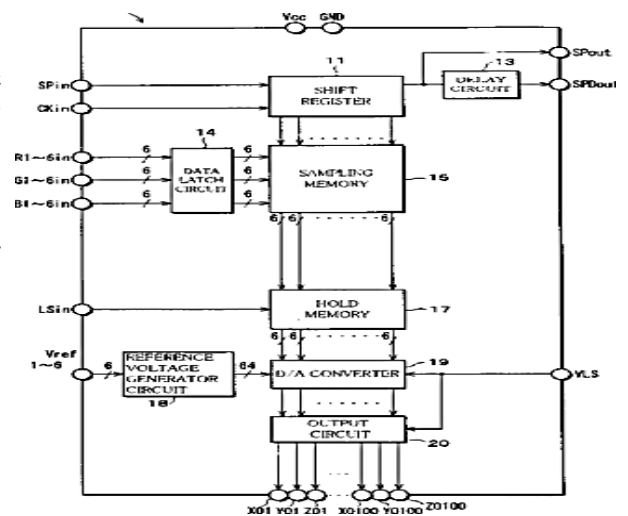 Vcc GND
SPout
11
13
SPin
SHIFT
REGISTER
DELAY
CIRCUIT
SPDout
CKin
14
R1~6in 6 6
DATA
LATCH
CIRCUIT
G1~6in 6 6
B1~6in 6 6
SAMPLING
MEMORY
15
6 6 6
LSin
HOLD
MEMORY
17
6 6 6
Vref
1~6
6
REFERENCE
VOLTAGE
GENERATOR
CIRCUIT
64
18
D/A CONVERTER
19
VLS
OUTPUT
CIRCUIT
20
X01 Y01 Z01 X0100 Y0100 Z0100